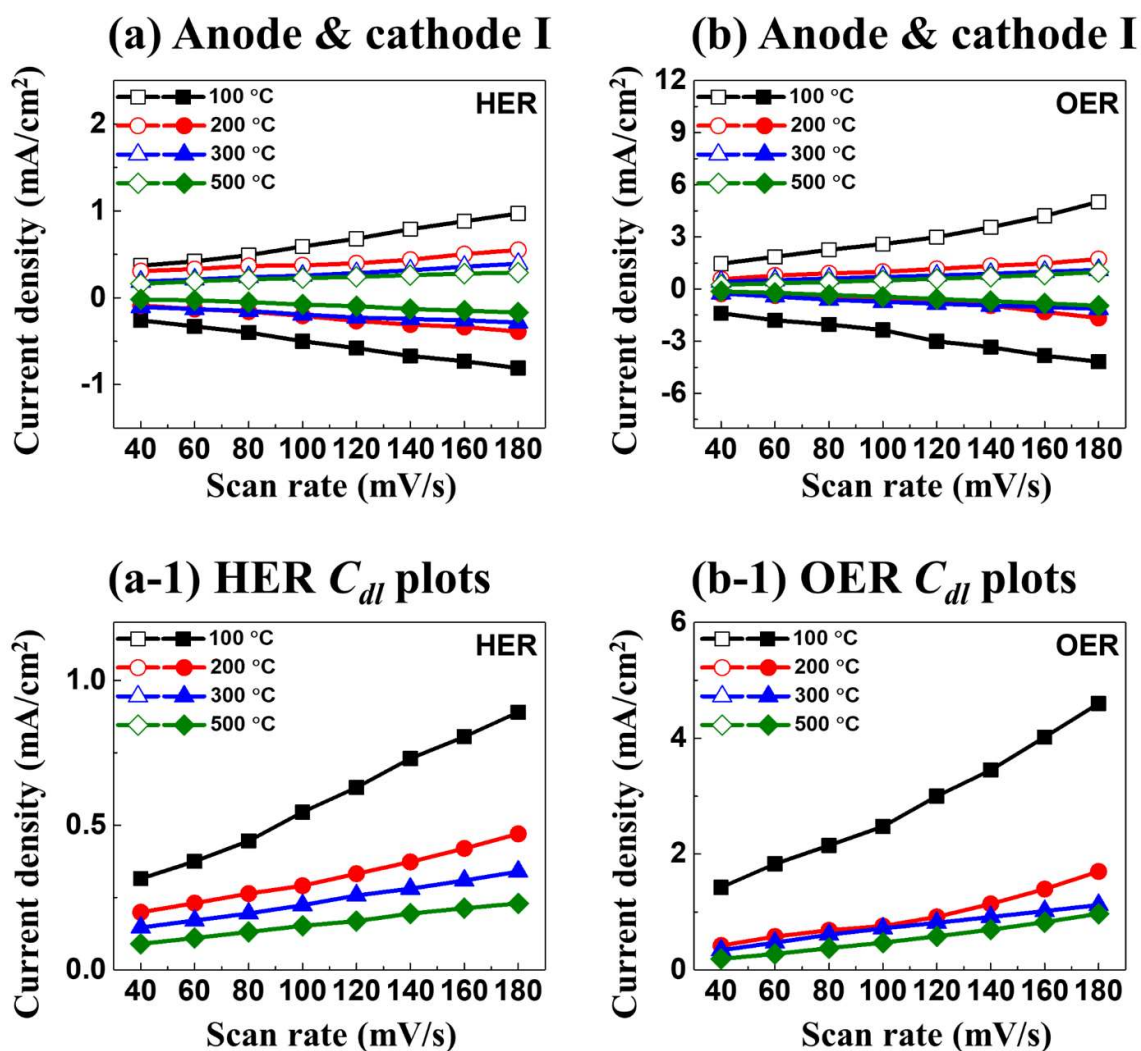 (a) Anode & cathode I
Current density (mA/cm²)
2
1
0
-1
100 °C
200 °C
300 °C
500 °C
HER
40 60 80 100 120 140 160 180
Scan rate (mV/s)
(b) Anode & cathode I
Current density (mA/cm²)
12
9
6
3
0
-3
-6
100 °C
200 °C
300 °C
500 °C
OER
40 60 80 100 120 140 160 180
Scan rate (mV/s)
(a-1) HER Cdl plots
Current density (mA/cm²)
1.0
0.5
0.0
100 °C
200 °C
300 °C
500 °C
HER
40 60 80 100 120 140 160 180
Scan rate (mV/s)
(b-1) OER Cdl plots
Current density (mA/cm²)
6
4
2
0
100 °C
200 °C
300 °C
500 °C
OER
40 60 80 100 120 140 160 180
Scan rate (mV/s)